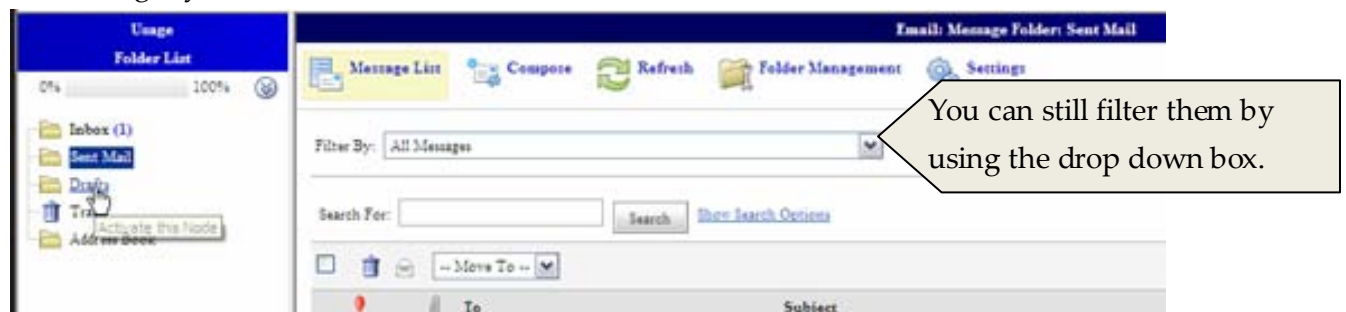 Usage
Email: Message Folder: Sent Mail
Folder List
Message List Compose Refresh Folder Management Settings
0% 100%
You can still filter them by
using the drop down box.
Inbox (1)
Filter By: All Messages
Sent Mail
Drafts
Activate this Node
Address Book
Search For: Search Show Search Options
-- Move To --
To Subject